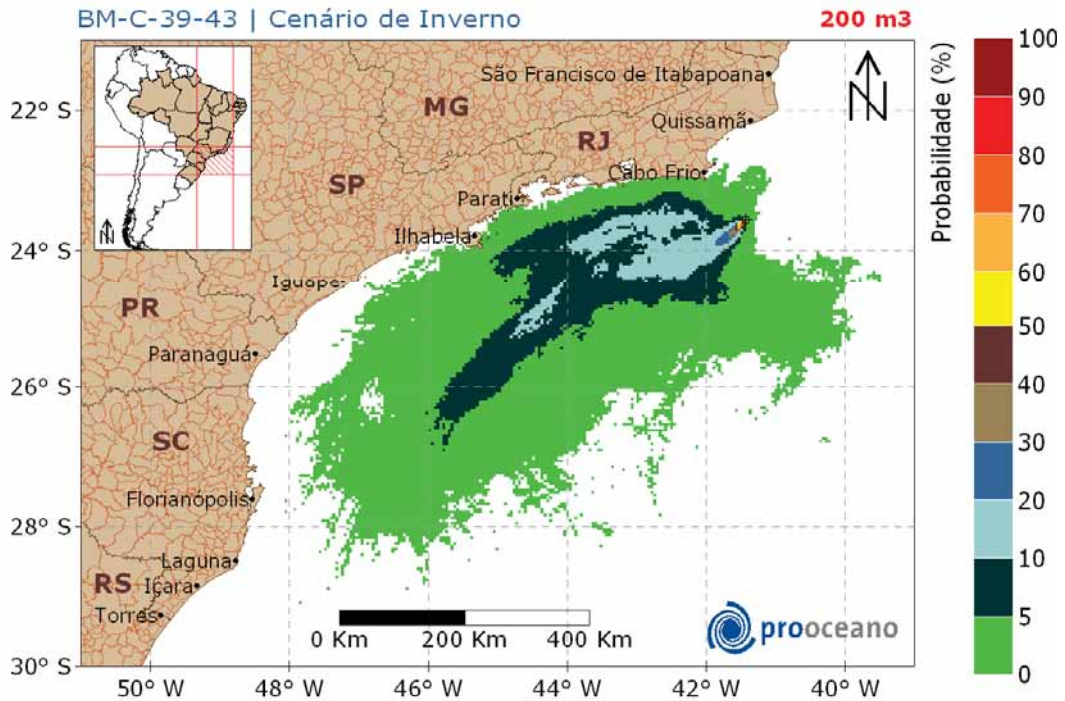 BM-C-39-43 | Cenário de Inverno
200 m3
N
São Francisco de Itabapoana
MG
Quissamã
RJ
Cabo Frio
SP
Parati
Ilhabela
Iguape
PR
Paranaguá
SC
Florianópolis
Laguna
RS
Içara
Torres
N
0 Km 200 Km 400 Km
prooceano
22° S
24° S
26° S
28° S
30° S
50° W 48° W 46° W 44° W 42° W 40° W
Probabilidade (%)
100
90
80
70
60
50
40
30
20
10
5
0